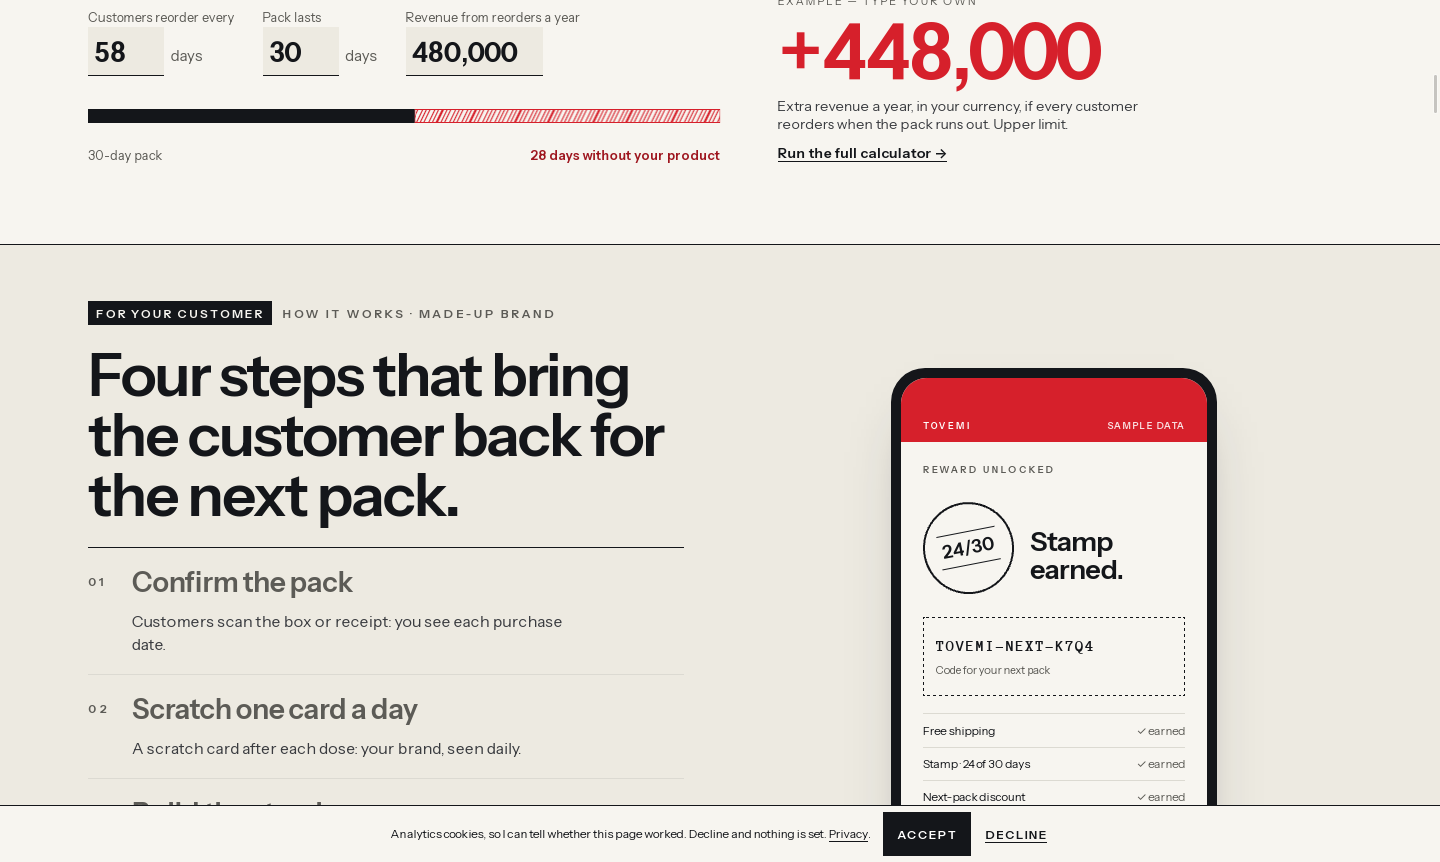 Customers reorder every
58 days
Pack lasts
30 days
Revenue from reorders a year
480,000
30-day pack
28 days without your product
EXAMPLE — TYPE YOUR OWN
+448,000
Extra revenue a year, in your currency, if every customer
reorders when the pack runs out. Upper limit.
Run the full calculator →
FOR YOUR CUSTOMER HOW IT WORKS · MADE-UP BRAND
Four steps that bring
the customer back for
the next pack.
01 Confirm the pack
Customers scan the box or receipt: you see each purchase
date.
02 Scratch one card a day
A scratch card after each dose: your brand, seen daily.
TOVEMI SAMPLE DATA
REWARD UNLOCKED
24/30
Stamp
earned.
TOVEMI–NEXT–K7Q4
Code for your next pack
Free shipping ✓ earned
Stamp · 24 of 30 days ✓ earned
Next-pack discount ✓ earned
Analytics cookies, so I can tell whether this page worked. Decline and nothing is set. Privacy.
ACCEPT
DECLINE